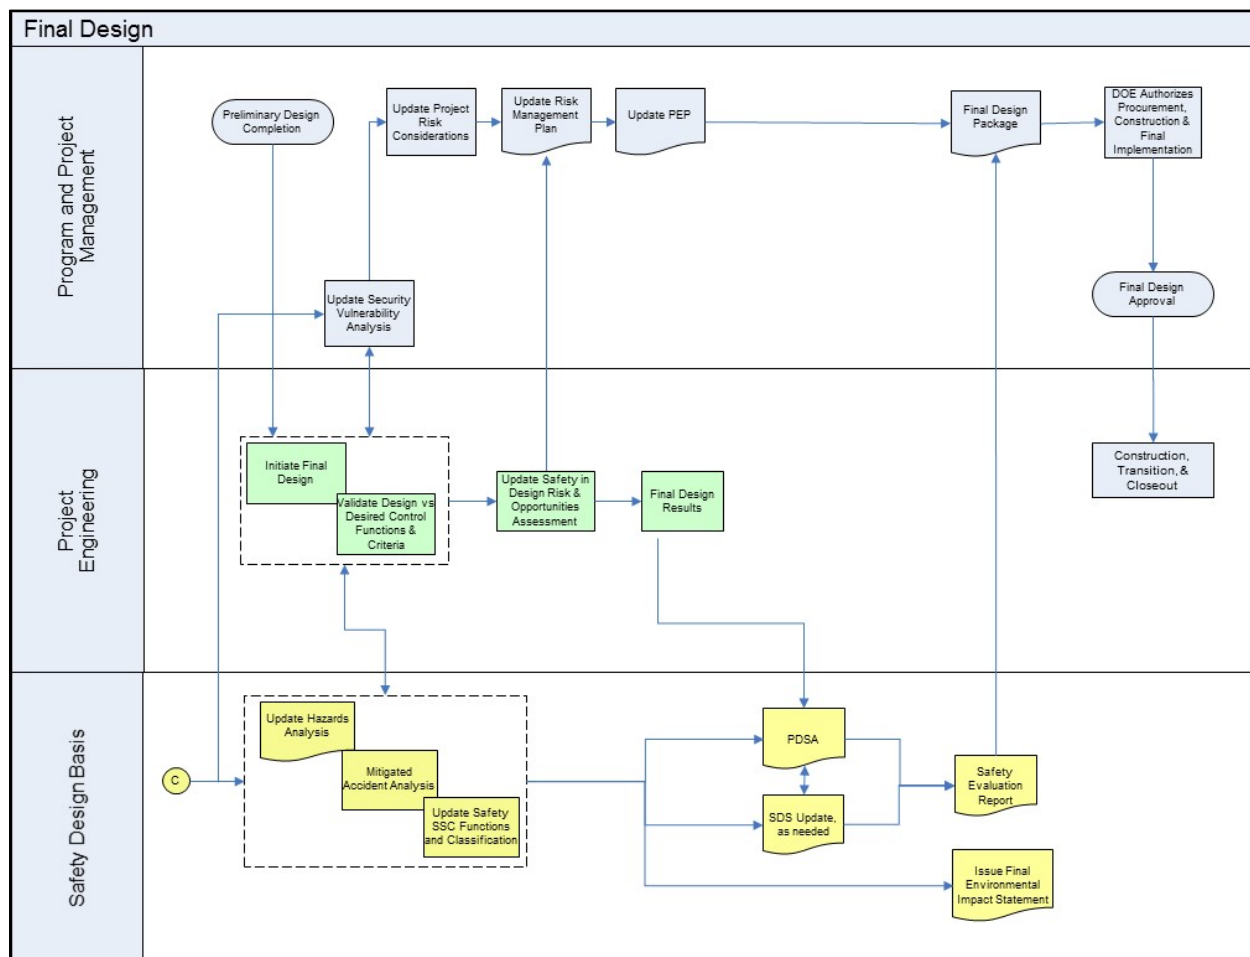 Final Design
Program and Project
Management
Preliminary Design
Completion
Update Project
Risk
Considerations
Update Risk
Management
Plan
Update PEP
Final Design
Package
DOE Authorizes
Procurement,
Construction &
Final
Implementation
Update Security
Vulnerability
Analysis
Final Design
Approval
Project
Engineering
Initiate Final
Design
Validate Design vs
Desired Control
Functions &
Criteria
Update Safety in
Design Risk &
Opportunities
Assessment
Final Design
Results
Construction,
Transition, &
Closeout
Safety Design Basis
C
Update Hazards
Analysis
Mitigated
Accident Analysis
Update Safety
SSC Functions
and Classification
PDSA
SDS Update,
as needed
Safety
Evaluation
Report
Issue Final
Environmental
Impact Statement